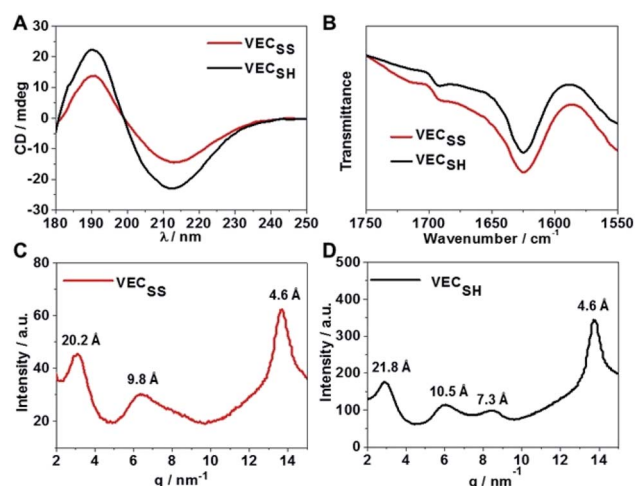 A
VEC_SS
VEC_SH
CD / mdeg
30
20
10
0
-10
-20
-30
180 190 200 210 220 230 240 250
λ / nm
B
Transmittance
VEC_SS
VEC_SH
1750 1700 1650 1600 1550
Wavenumber / cm⁻¹
C
VEC_SS
Intensity / a.u.
80
60
40
20
20.2 Å
9.8 Å
4.6 Å
2 4 6 8 10 12 14
q / nm⁻¹
D
VEC_SH
Intensity / a.u.
500
400
300
200
100
0
21.8 Å
10.5 Å
7.3 Å
4.6 Å
2 4 6 8 10 12 14
q / nm⁻¹